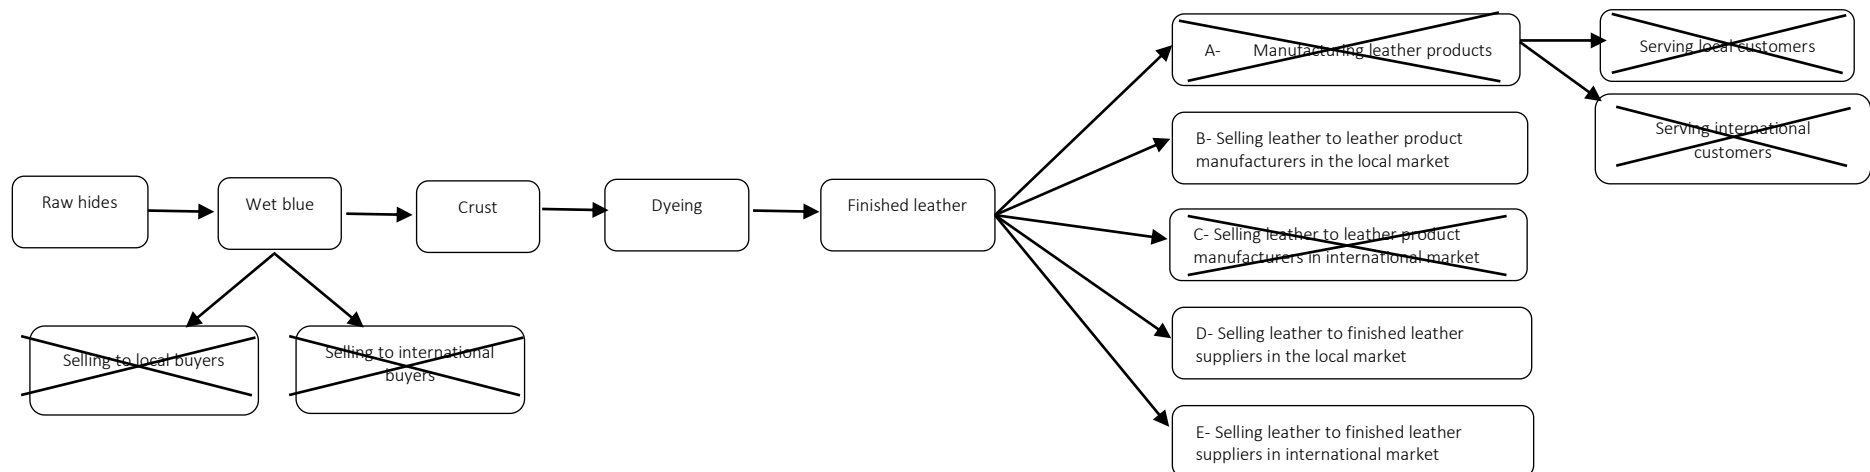 Raw hides
Wet blue
Crust
Dyeing
Finished leather
Selling to local buyers
Selling to international
buyers
A- Manufacturing leather products
Serving local customers
Serving international
customers
B- Selling leather to leather product
manufacturers in the local market
C- Selling leather to leather product
manufacturers in international market
D- Selling leather to finished leather
suppliers in the local market
E- Selling leather to finished leather
suppliers in international market